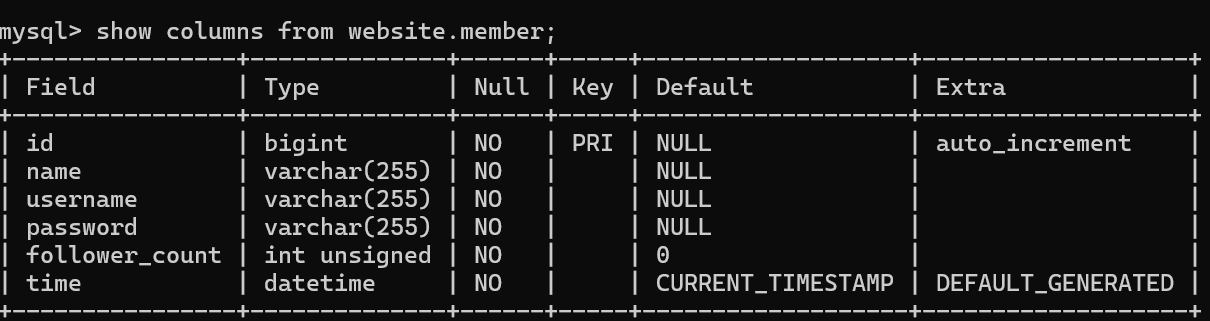 mysql> show columns from website.member;
+----------------+--------------+------+-----+-------------------+-------------------+
| Field          | Type         | Null | Key | Default           | Extra             |
+----------------+--------------+------+-----+-------------------+-------------------+
| id             | bigint       | NO   | PRI | NULL              | auto_increment    |
| name           | varchar(255) | NO   |     | NULL              |                   |
| username       | varchar(255) | NO   |     | NULL              |                   |
| password       | varchar(255) | NO   |     | NULL              |                   |
| follower_count | int unsigned | NO   |     | 0                 |                   |
| time           | datetime     | NO   |     | CURRENT_TIMESTAMP | DEFAULT_GENERATED |
+----------------+--------------+------+-----+-------------------+-------------------+